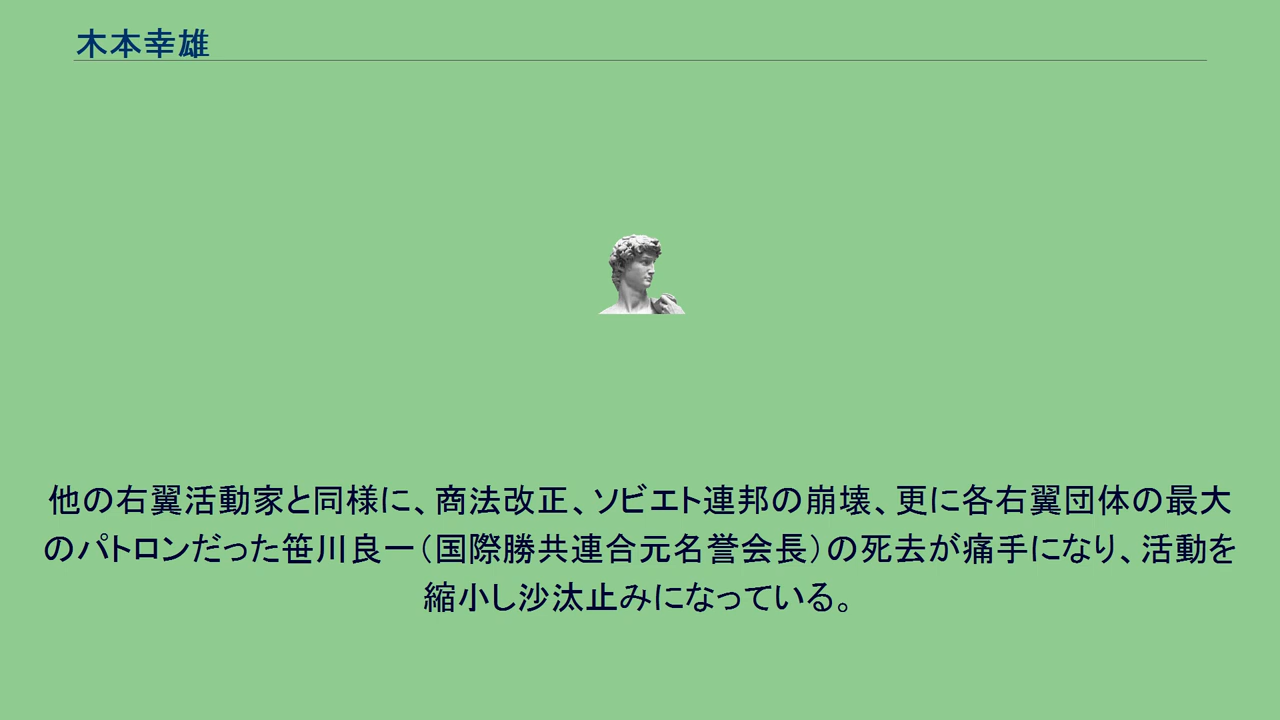 木本幸雄
他の右翼活動家と同様に、商法改正、ソビエト連邦の崩壊、更に各右翼団体の最大
のパトロンだった笹川良一(国際勝共連合元名誉会長)の死去が痛手になり、活動を
縮小し沙汰止みになっている。